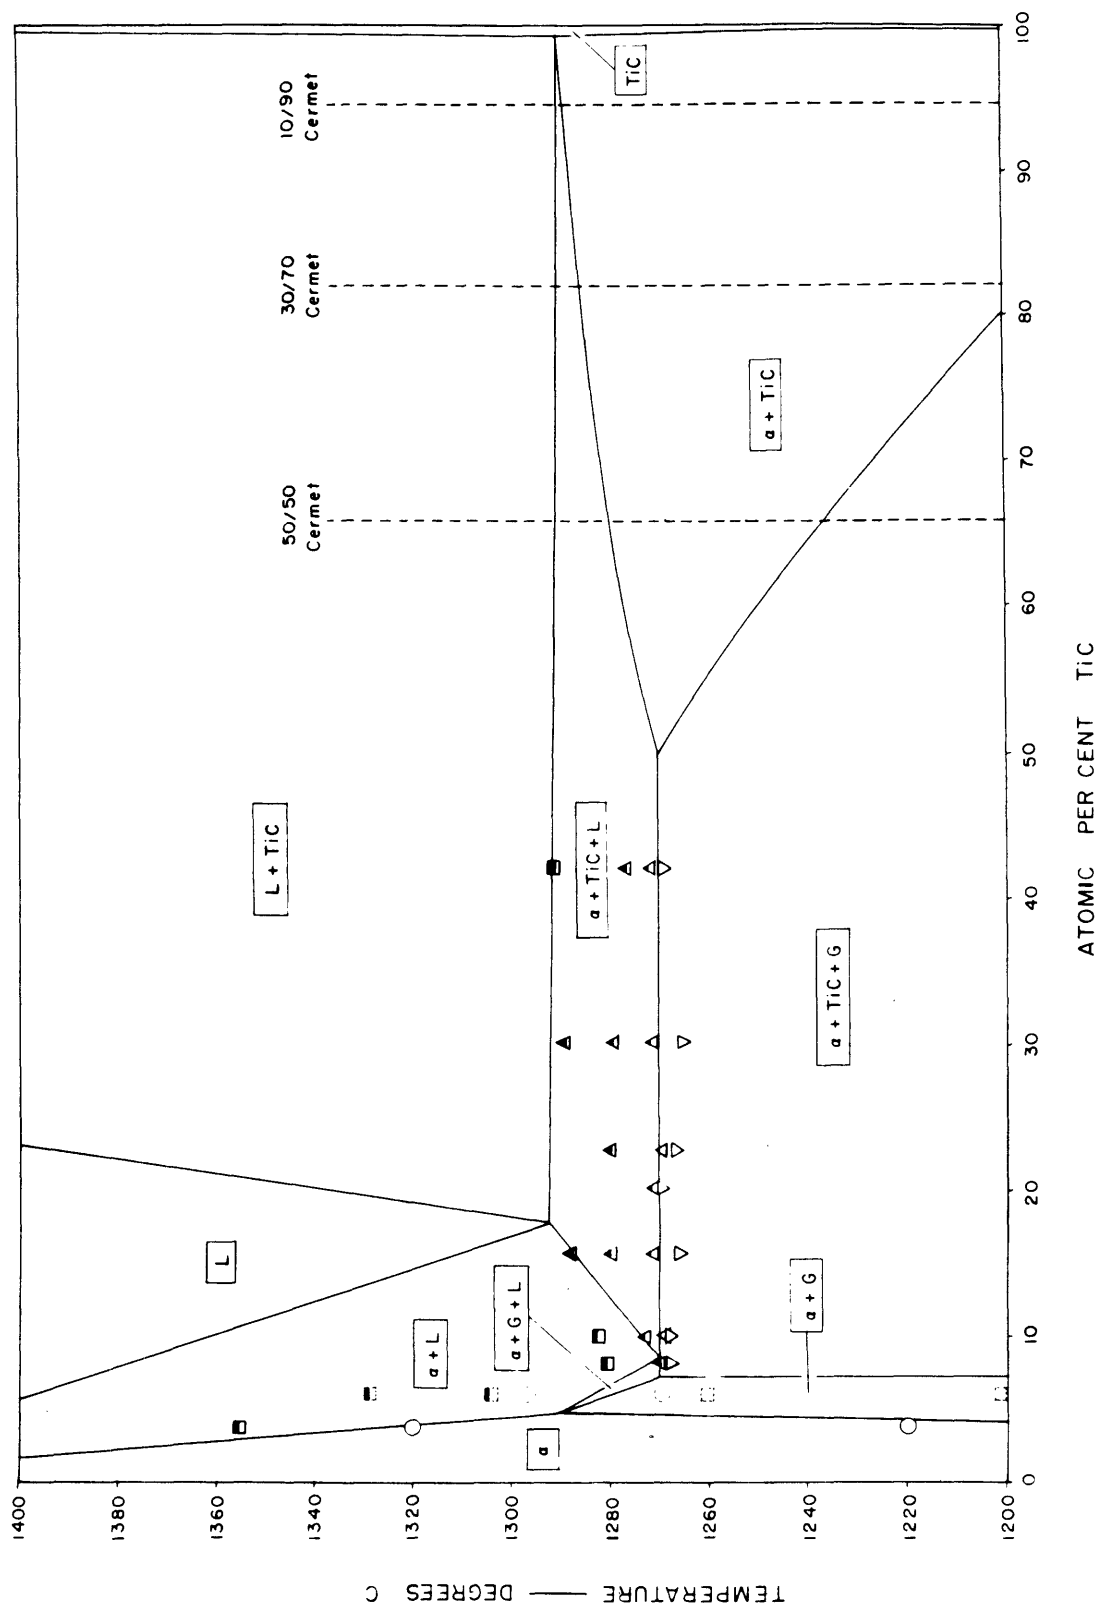 10/90
Cermet
30/70
Cermet
50/50
Cermet
TiC
α + TiC
L + TiC
α + TiC + L
α + TiC + G
L
α + L
α + G + L
α + G
α
1400
1380
1360
1340
1320
1300
1280
1260
1240
1220
1200
0
10
20
30
40
50
60
70
80
90
100
TEMPERATURE — DEGREES C
ATOMIC PER CENT TiC